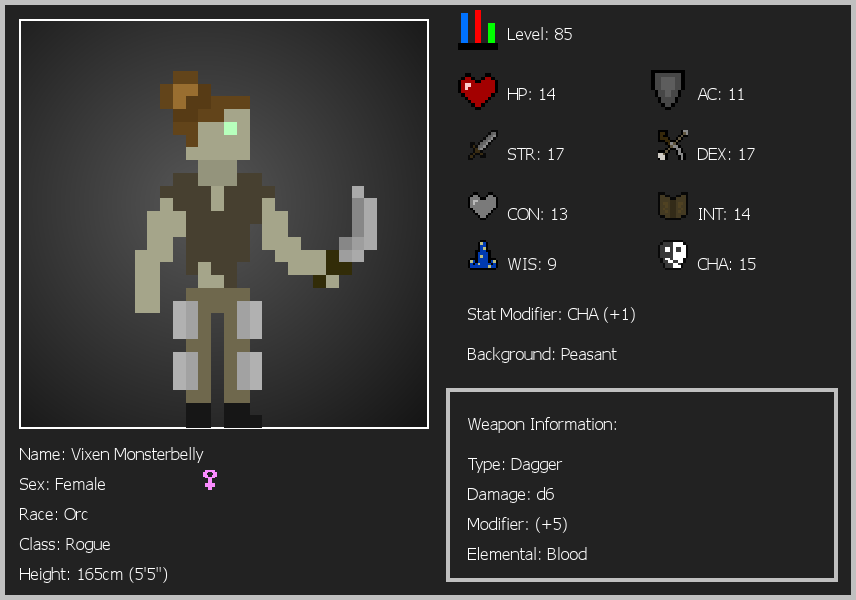 Level: 85
HP: 14
AC: 11
STR: 17
DEX: 17
CON: 13
INT: 14
WIS: 9
CHA: 15
Stat Modifier: CHA (+1)
Background: Peasant
Weapon Information:
Type: Dagger
Damage: d6
Modifier: (+5)
Elemental: Blood
Name: Vixen Monsterbelly
Sex: Female
Race: Orc
Class: Rogue
Height: 165cm (5'5")